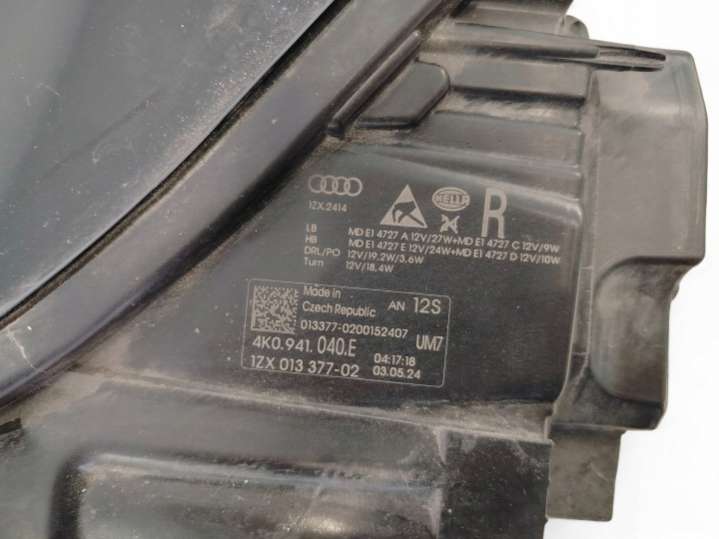 HELLA
R
1ZX.2414
LB MD E1 4727 A 12V/27W+MD E1 4727 C 12V/9W
HB MD E1 4727 E 12V/24W+MD E1 4727 D 12V/10W
DRL/PO 12V/19.2W/3.6W
Turn 12V/18.4W
Made in
Czech Republic AN 12S
013377-0200152407
4K0.941.040.E UM7
04:17:18
1ZX 013 377-02 03.05.24